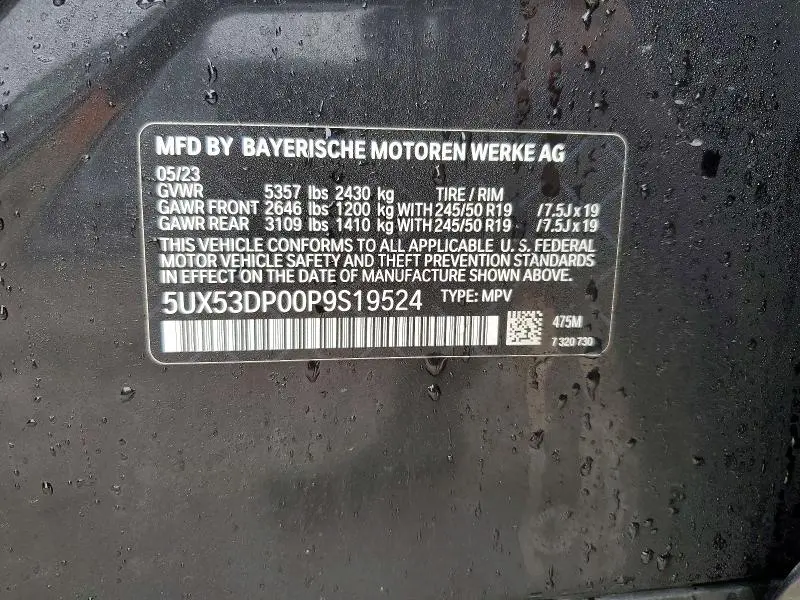 MFD BY BAYERISCHE MOTOREN WERKE AG
05/23
GVWR 5357 lbs 2430 kg TIRE / RIM
GAWR FRONT 2646 lbs 1200 kg WITH 245/50 R19 /7.5J x 19
GAWR REAR 3109 lbs 1410 kg WITH 245/50 R19 /7.5J x 19
THIS VEHICLE CONFORMS TO ALL APPLICABLE U. S. FEDERAL
MOTOR VEHICLE SAFETY AND THEFT PREVENTION STANDARDS
IN EFFECT ON THE DATE OF MANUFACTURE SHOWN ABOVE.
5UX53DP00P9S19524 TYPE: MPV
475M
7 320 730